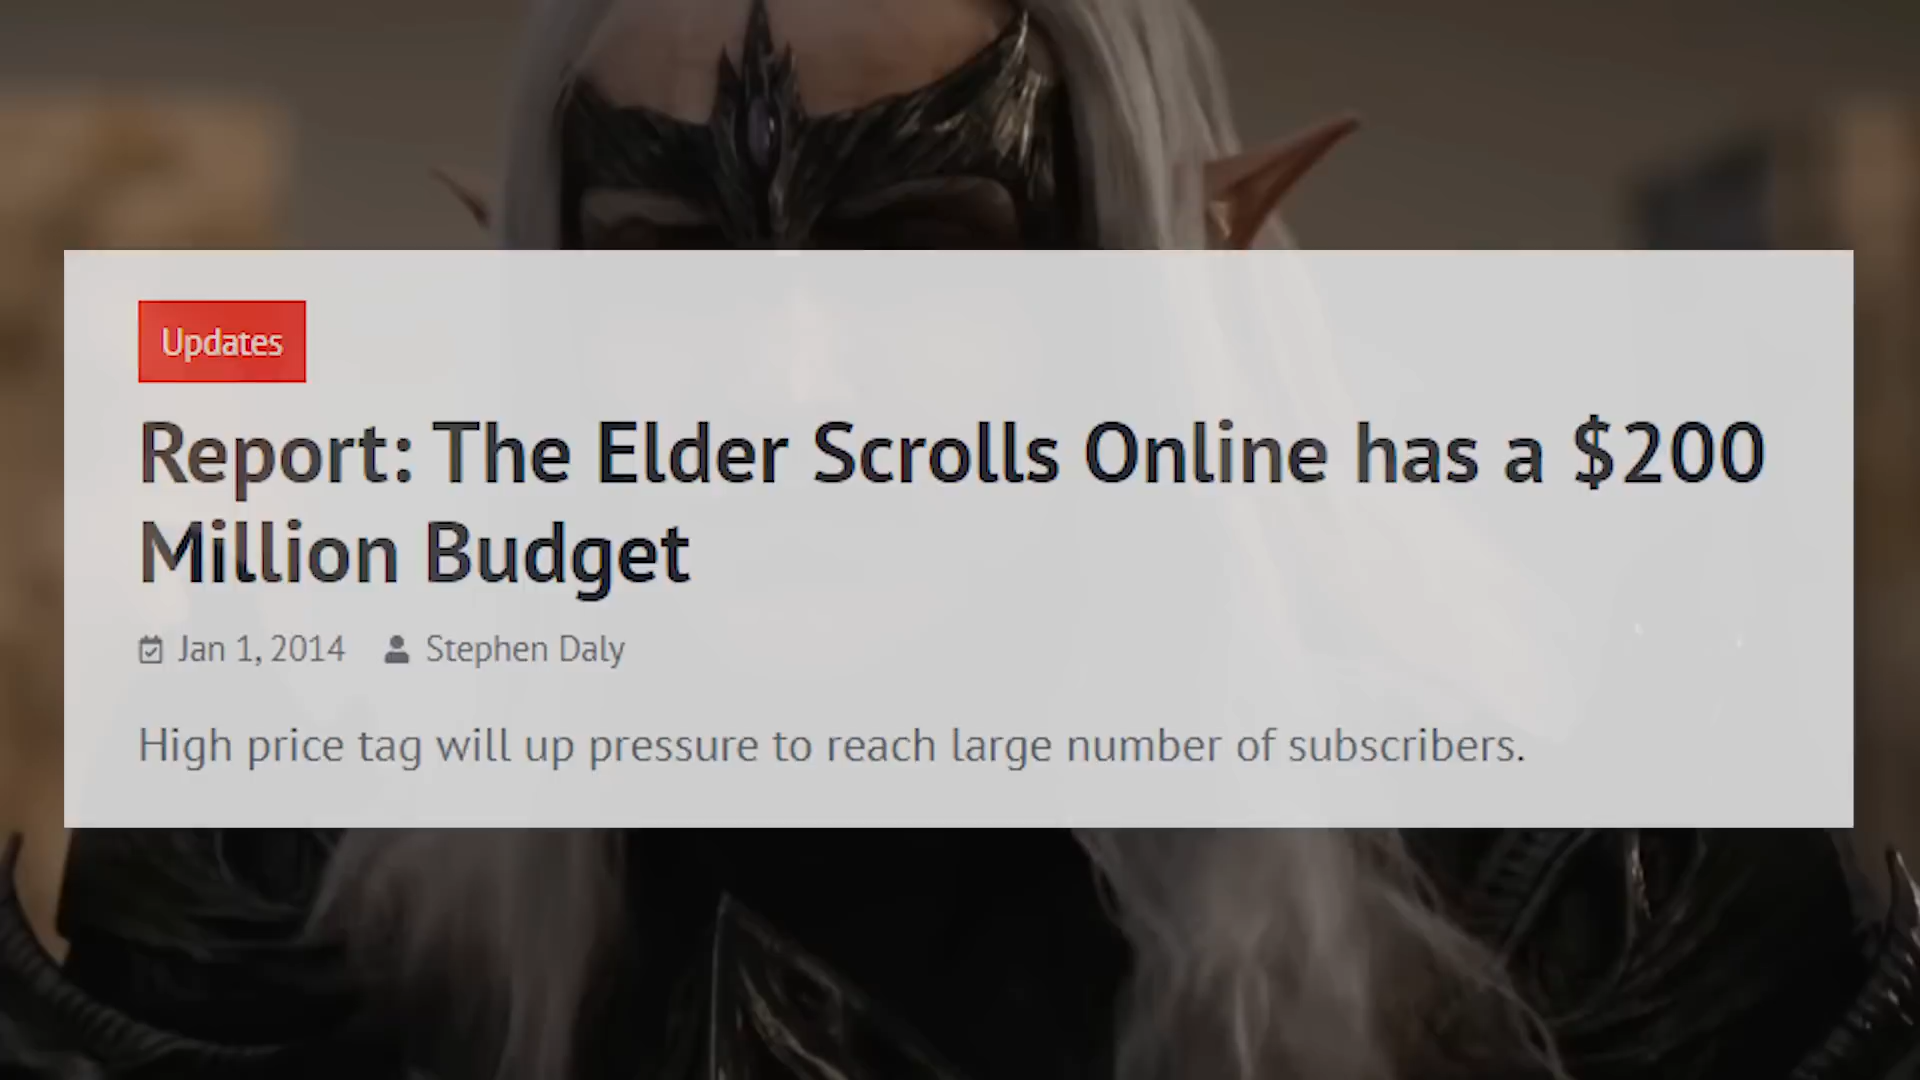 Updates
Report: The Elder Scrolls Online has a $200
Million Budget
Jan 1, 2014 Stephen Daly
High price tag will up pressure to reach large number of subscribers.